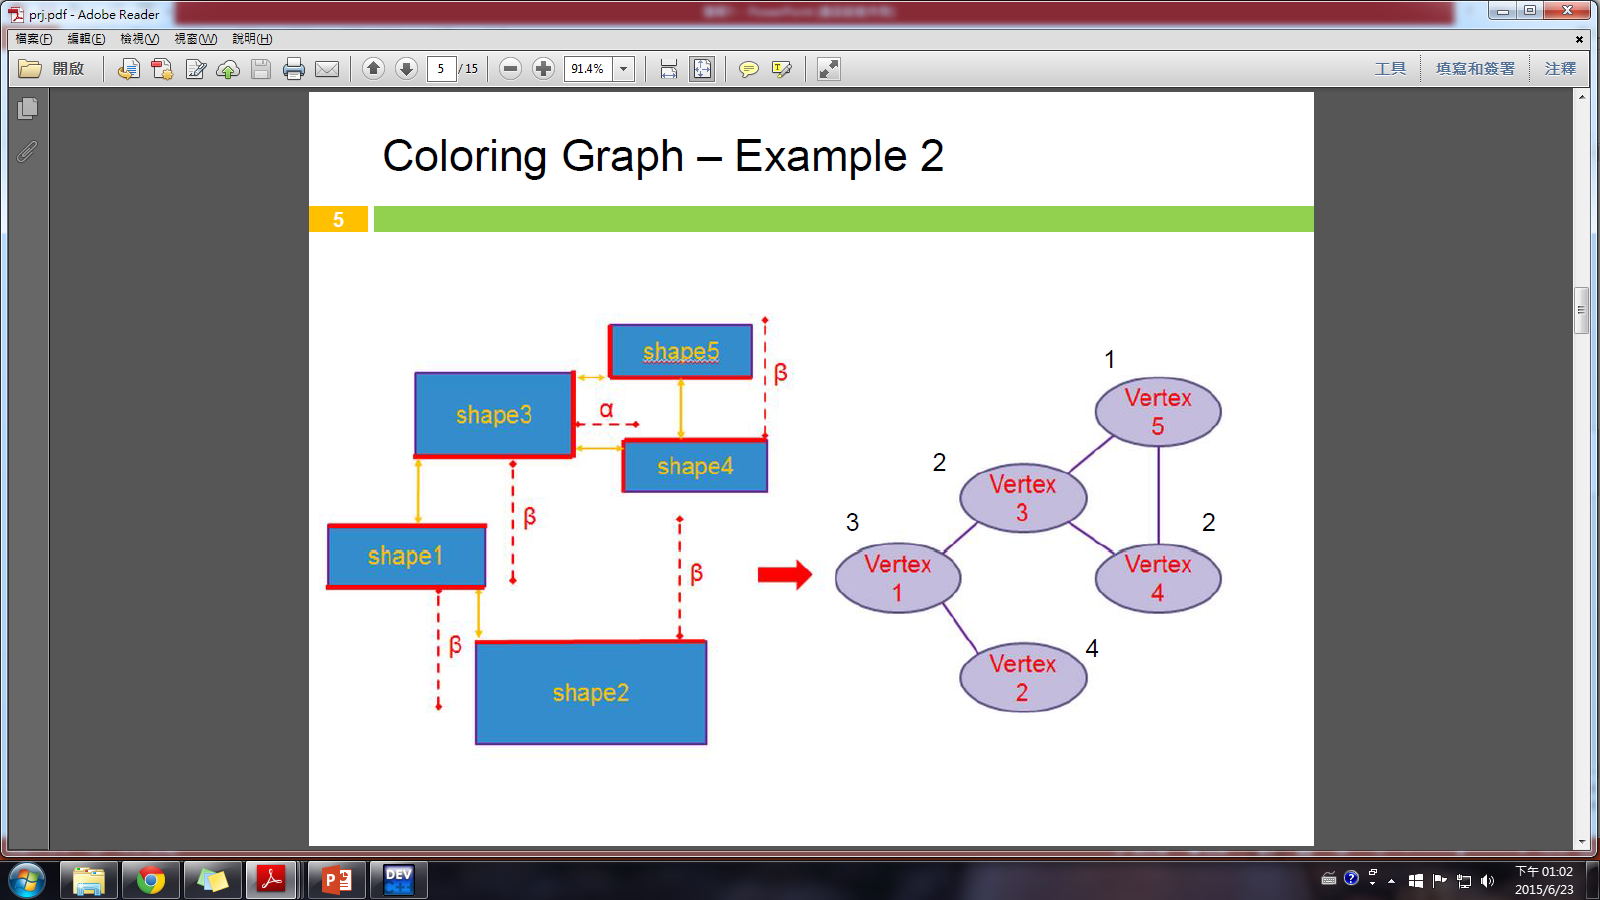 prj.pdf - Adobe Reader
檔案(F) 編輯(E) 檢視(V) 視窗(W) 說明(H)
開啟 5 / 15 91.4% 工具 填寫和簽署 注釋
Coloring Graph – Example 2
5
shape5
β
shape3
α
shape4
β
shape1
β
β
shape2
1
Vertex
5
2
Vertex
3
3
2
Vertex
1
Vertex
4
4
Vertex
2
DEV
下午 01:02
2015/6/23